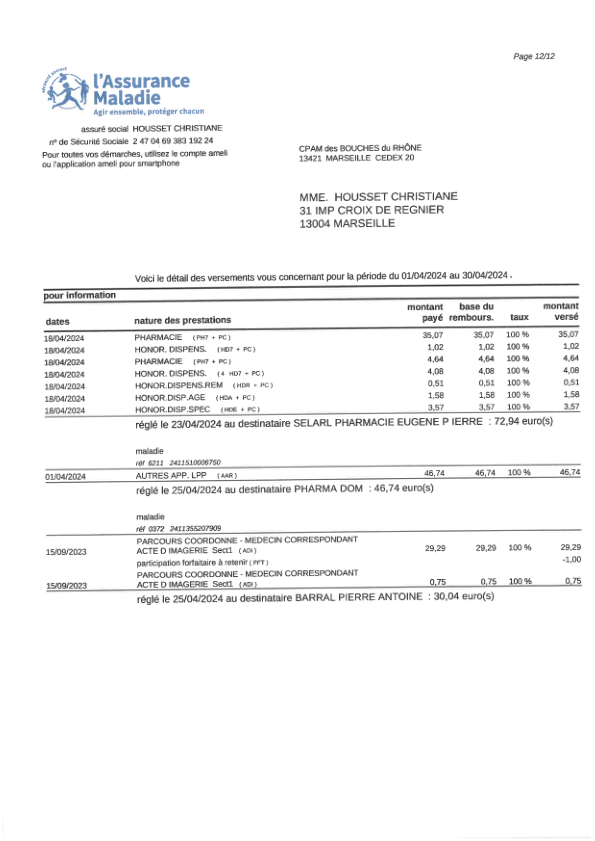 Page 12/12
SÉCURITÉ SOCIALE
l'Assurance
Maladie
Agir ensemble, protéger chacun
assuré social HOUSSET CHRISTIANE
nº de Sécurité Sociale 2 47 04 69 383 192 24
Pour toutes vos démarches, utilisez le compte ameli
ou l'application ameli pour smartphone
CPAM des BOUCHES du RHÔNE
13421 MARSEILLE CEDEX 20
MME. HOUSSET CHRISTIANE
31 IMP CROIX DE REGNIER
13004 MARSEILLE
Voici le détail des versements vous concernant pour la période du 01/04/2024 au 30/04/2024 .
pour information
dates nature des prestations montant payé base du rembours. taux montant versé
18/04/2024 PHARMACIE (PH7 + PC) 35,07 35,07 100 % 35,07
18/04/2024 HONOR. DISPENS. (HD7 + PC) 1,02 1,02 100 % 1,02
18/04/2024 PHARMACIE (PH7 + PC) 4,64 4,64 100 % 4,64
18/04/2024 HONOR. DISPENS. (4 HD7 + PC) 4,08 4,08 100 % 4,08
18/04/2024 HONOR.DISPENS.REM (HDR + PC) 0,51 0,51 100 % 0,51
18/04/2024 HONOR.DISP.AGE (HDA + PC) 1,58 1,58 100 % 1,58
18/04/2024 HONOR.DISP.SPEC (HDE + PC) 3,57 3,57 100 % 3,57
réglé le 23/04/2024 au destinataire SELARL PHARMACIE EUGENE P IERRE : 72,94 euro(s)
maladie
réf 6211 2411510006750
01/04/2024 AUTRES APP. LPP (AAR) 46,74 46,74 100 % 46,74
réglé le 25/04/2024 au destinataire PHARMA DOM : 46,74 euro(s)
maladie
réf 0372 2411355207909
PARCOURS COORDONNE - MEDECIN CORRESPONDANT
15/09/2023 ACTE D IMAGERIE Sect1 (ADI) 29,29 29,29 100 % 29,29
participation forfaitaire à retenir (PFT) -1,00
PARCOURS COORDONNE - MEDECIN CORRESPONDANT
15/09/2023 ACTE D IMAGERIE Sect1 (ADI) 0,75 0,75 100 % 0,75
réglé le 25/04/2024 au destinataire BARRAL PIERRE ANTOINE : 30,04 euro(s)